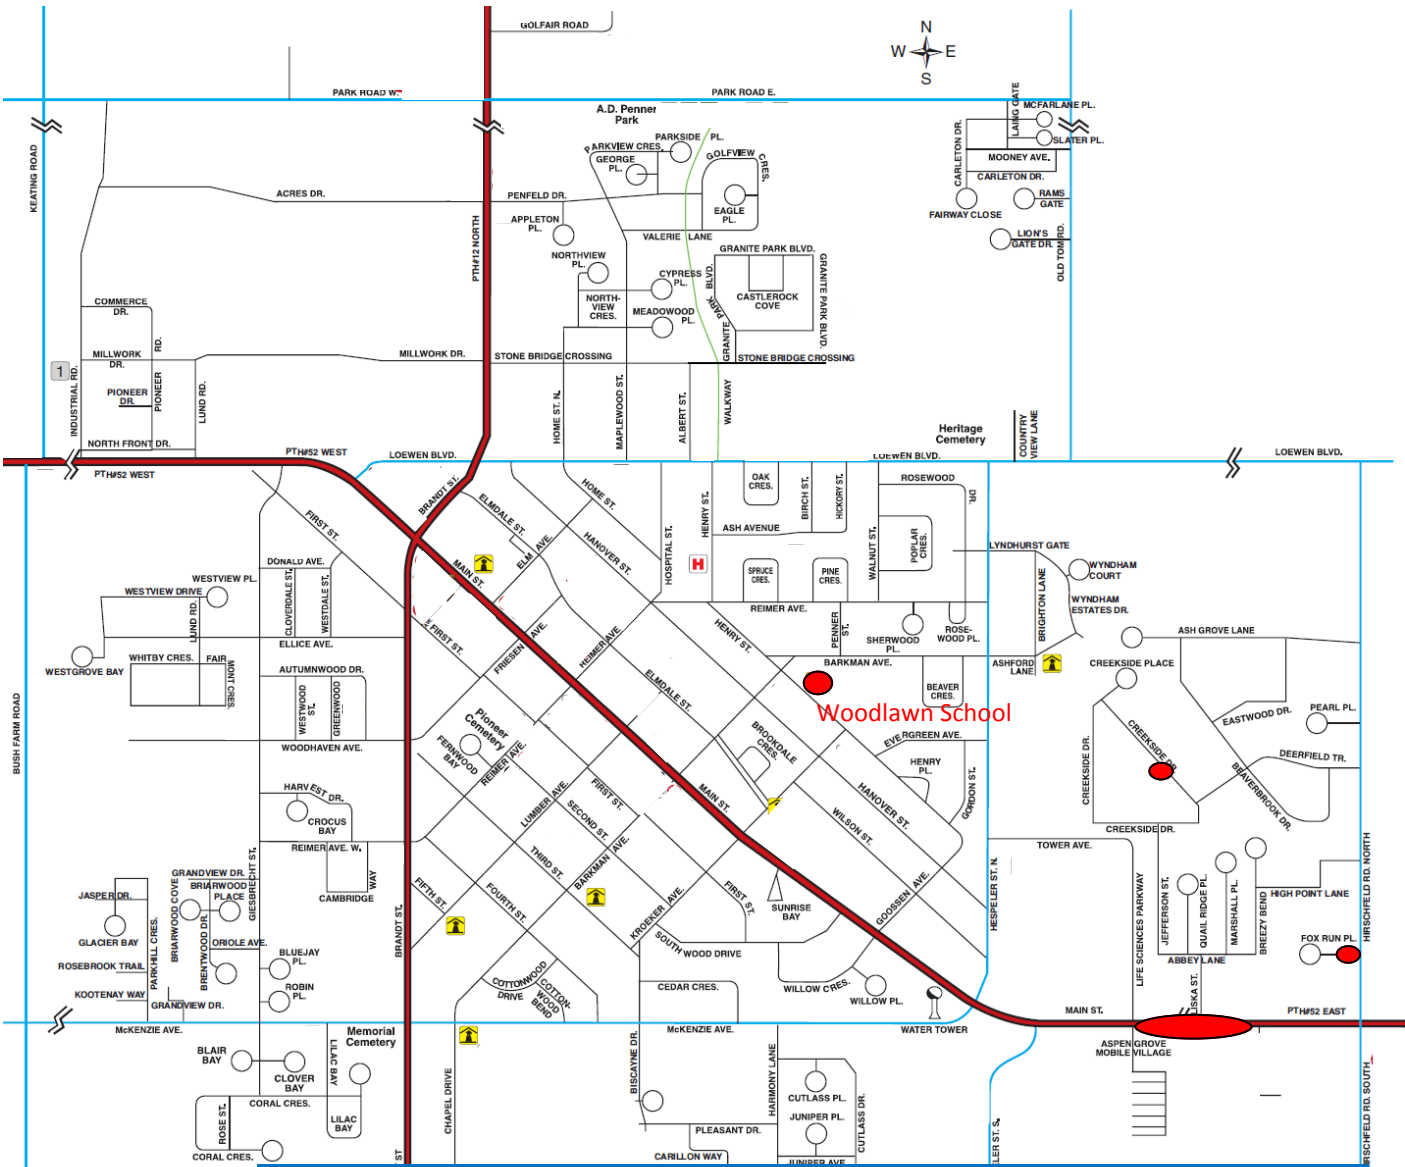 GOLFAIR ROAD
N
W E
S
PARK ROAD W.
PARK ROAD E.
A.D. Penner
Park
LAING GATE
MCFARLANE PL.
SLATER PL.
CARLETON DR.
MOONEY AVE.
CARLETON DR.
RAMS
GATE
FAIRWAY CLOSE
LION'S
GATE DR.
OLD TOM RD.
KEATING ROAD
PARKSIDE PL.
PARKVIEW CRES.
GEORGE
PL.
GOLFVIEW
CRES.
EAGLE
PL.
ACRES DR.
PENFELD DR.
APPLETON
PL.
VALERIE LANE
PTH#12 NORTH
NORTHVIEW
PL.
GRANITE PARK BLVD.
CYPRESS
PL.
NORTH-
VIEW
CRES.
MEADOWOOD
PL.
CASTLEROCK
COVE
GRANITE PARK BLVD.
GRANITE PARK BLVD.
COMMERCE
DR.
MILLWORK
DR.
PIONEER RD.
PIONEER
DR.
LUND RD.
MILLWORK DR.
STONE BRIDGE CROSSING
STONE BRIDGE CROSSING
1
INDUSTRIAL RD.
NORTH FRONT DR.
HOME ST. N.
MAPLEWOOD ST.
ALBERT ST.
WALKWAY
Heritage
Cemetery
COUNTRY
VIEW LANE
PTH#52 WEST
PTH#52 WEST
LOEWEN BLVD.
LOEWEN BLVD.
LOEWEN BLVD.
BRANDT ST.
ELMDALE ST.
HOME ST.
HENRY ST.
OAK
CRES.
BIRCH ST.
HICKORY ST.
ROSEWOOD
DR.
FIRST ST.
ELM AVE.
HANOVER ST.
HOSPITAL ST.
ASH AVENUE
WALNUT ST.
POPLAR
CRES.
LYNDHURST GATE
MAIN ST.
H
SPRUCE
CRES.
PINE
CRES.
WYNDHAM
COURT
WYNDHAM
ESTATES DR.
BRIGHTON LANE
DONALD AVE.
WESTVIEW PL.
WESTVIEW DRIVE
LUND RD.
CLOVERDALE ST.
WESTDALE ST.
ELLICE AVE.
AVE.
FIRST ST.
FRIESEN AVE.
REIMER AVE.
REIMER AVE.
HENRY ST.
PENNER
ST.
SHERWOOD
PL.
ROSE-
WOOD PL.
ASH GROVE LANE
BARKMAN AVE.
ASHFORD
LANE
CREEKSIDE PLACE
WESTGROVE BAY
WHITBY CRES.
FAIR
MONT CRES.
AUTUMNWOOD DR.
WESTWOOD
ST.
GREENWOOD
WOODHAVEN AVE.
ELMDALE ST.
BEAVER
CRES.
Woodlawn School
PEARL PL.
EASTWOOD DR.
BUSH FARM ROAD
Pioneer
Cemetery
FERNWOOD
BAY
REIMER AVE.
BROOKDALE
CRES.
EVERGREEN AVE.
HENRY
PL.
CREEKSIDE DR.
CREEKSIDE DR.
DEERFIELD TR.
BEAVERBROOK DR.
HARVEST DR.
CROCUS
BAY
LUMBER AVE.
FIRST ST.
SECOND ST.
MAIN ST.
HANOVER ST.
WILSON ST.
GORDON ST.
CREEKSIDE DR.
TOWER AVE.
REIMER AVE. W.
THIRD ST.
BARKMAN AVE.
HIRSCHFELD RD. NORTH
GIESBRECHT ST.
GRANDVIEW DR.
BRIARWOOD
PLACE
JASPER DR.
CAMBRIDGE
WAY
FIFTH ST.
FOURTH ST.
FIRST ST.
SUNRISE
BAY
GOOSSEN AVE.
HESPELER ST. N.
LIFE SCIENCES PARKWAY
JEFFERSON ST.
QUAIL RIDGE PL.
MARSHALL PL.
BREEZY BEND
HIGH POINT LANE
GLACIER BAY
PARKHILL CRES.
BRIARWOOD COVE
BRENTWOOD DR.
ORIOLE AVE.
BLUEJAY
PL.
BRANDT ST.
KROEKER AVE.
SOUTH WOOD DRIVE
FOX RUN PL.
ABBEY LANE
ROSEBROOK TRAIL
KOOTENAY WAY
GRANDVIEW DR.
ROBIN
PL.
COTTONWOOD
DRIVE
COTTON-
WOOD
BEND
CEDAR CRES.
WILLOW CRES.
WILLOW PL.
LISKA ST.
McKENZIE AVE.
Memorial
Cemetery
McKENZIE AVE.
WATER TOWER
MAIN ST.
PTH#52 EAST
ASPEN GROVE
MOBILE VILLAGE
BLAIR
BAY
CLOVER
BAY
LILAC BAY
CHAPEL DRIVE
BISCAYNE DR.
HARMONY LANE
CUTLASS PL.
CUTLASS DR.
JUNIPER PL.
CORAL CRES.
ROSE ST.
LILAC
BAY
CORAL CRES.
ST
PLEASANT DR.
CARILLON WAY
JUNIPER AVE.
LER ST. S.
RSCHFELD RD. SOUTH